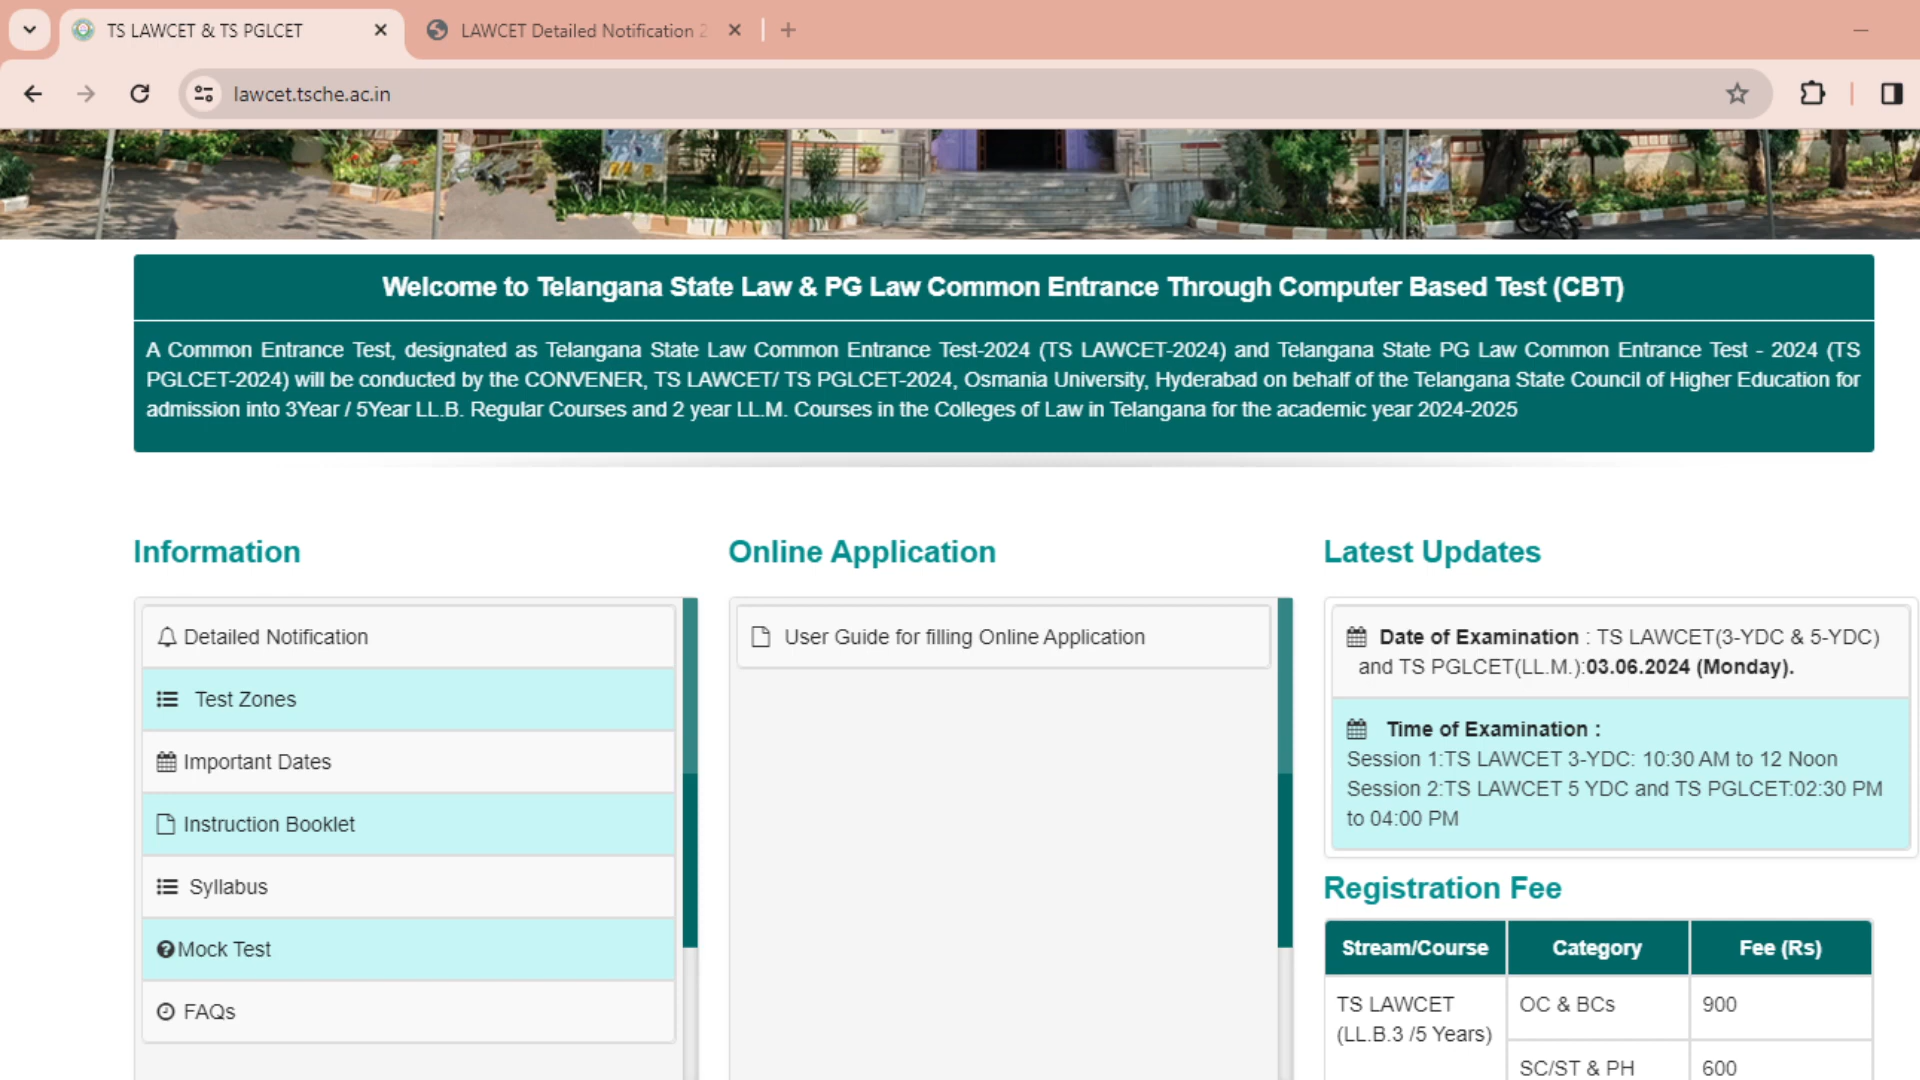 TS LAWCET & TS PGLCET
LAWCET Detailed Notification 2
lawcet.tsche.ac.in
Welcome to Telangana State Law & PG Law Common Entrance Through Computer Based Test (CBT)
A Common Entrance Test, designated as Telangana State Law Common Entrance Test-2024 (TS LAWCET-2024) and Telangana State PG Law Common Entrance Test - 2024 (TS
PGLCET-2024) will be conducted by the CONVENER, TS LAWCET/ TS PGLCET-2024, Osmania University, Hyderabad on behalf of the Telangana State Council of Higher Education for
admission into 3Year / 5Year LL.B. Regular Courses and 2 year LL.M. Courses in the Colleges of Law in Telangana for the academic year 2024-2025
Information
Detailed Notification
Test Zones
Important Dates
Instruction Booklet
Syllabus
Mock Test
FAQs
Online Application
User Guide for filling Online Application
Latest Updates
Date of Examination : TS LAWCET(3-YDC & 5-YDC)
and TS PGLCET(LL.M.):03.06.2024 (Monday).
Time of Examination :
Session 1:TS LAWCET 3-YDC: 10:30 AM to 12 Noon
Session 2:TS LAWCET 5 YDC and TS PGLCET:02:30 PM
to 04:00 PM
Registration Fee
Stream/Course Category Fee (Rs)
TS LAWCET OC & BCs 900
(LL.B.3 /5 Years)
SC/ST & PH 600